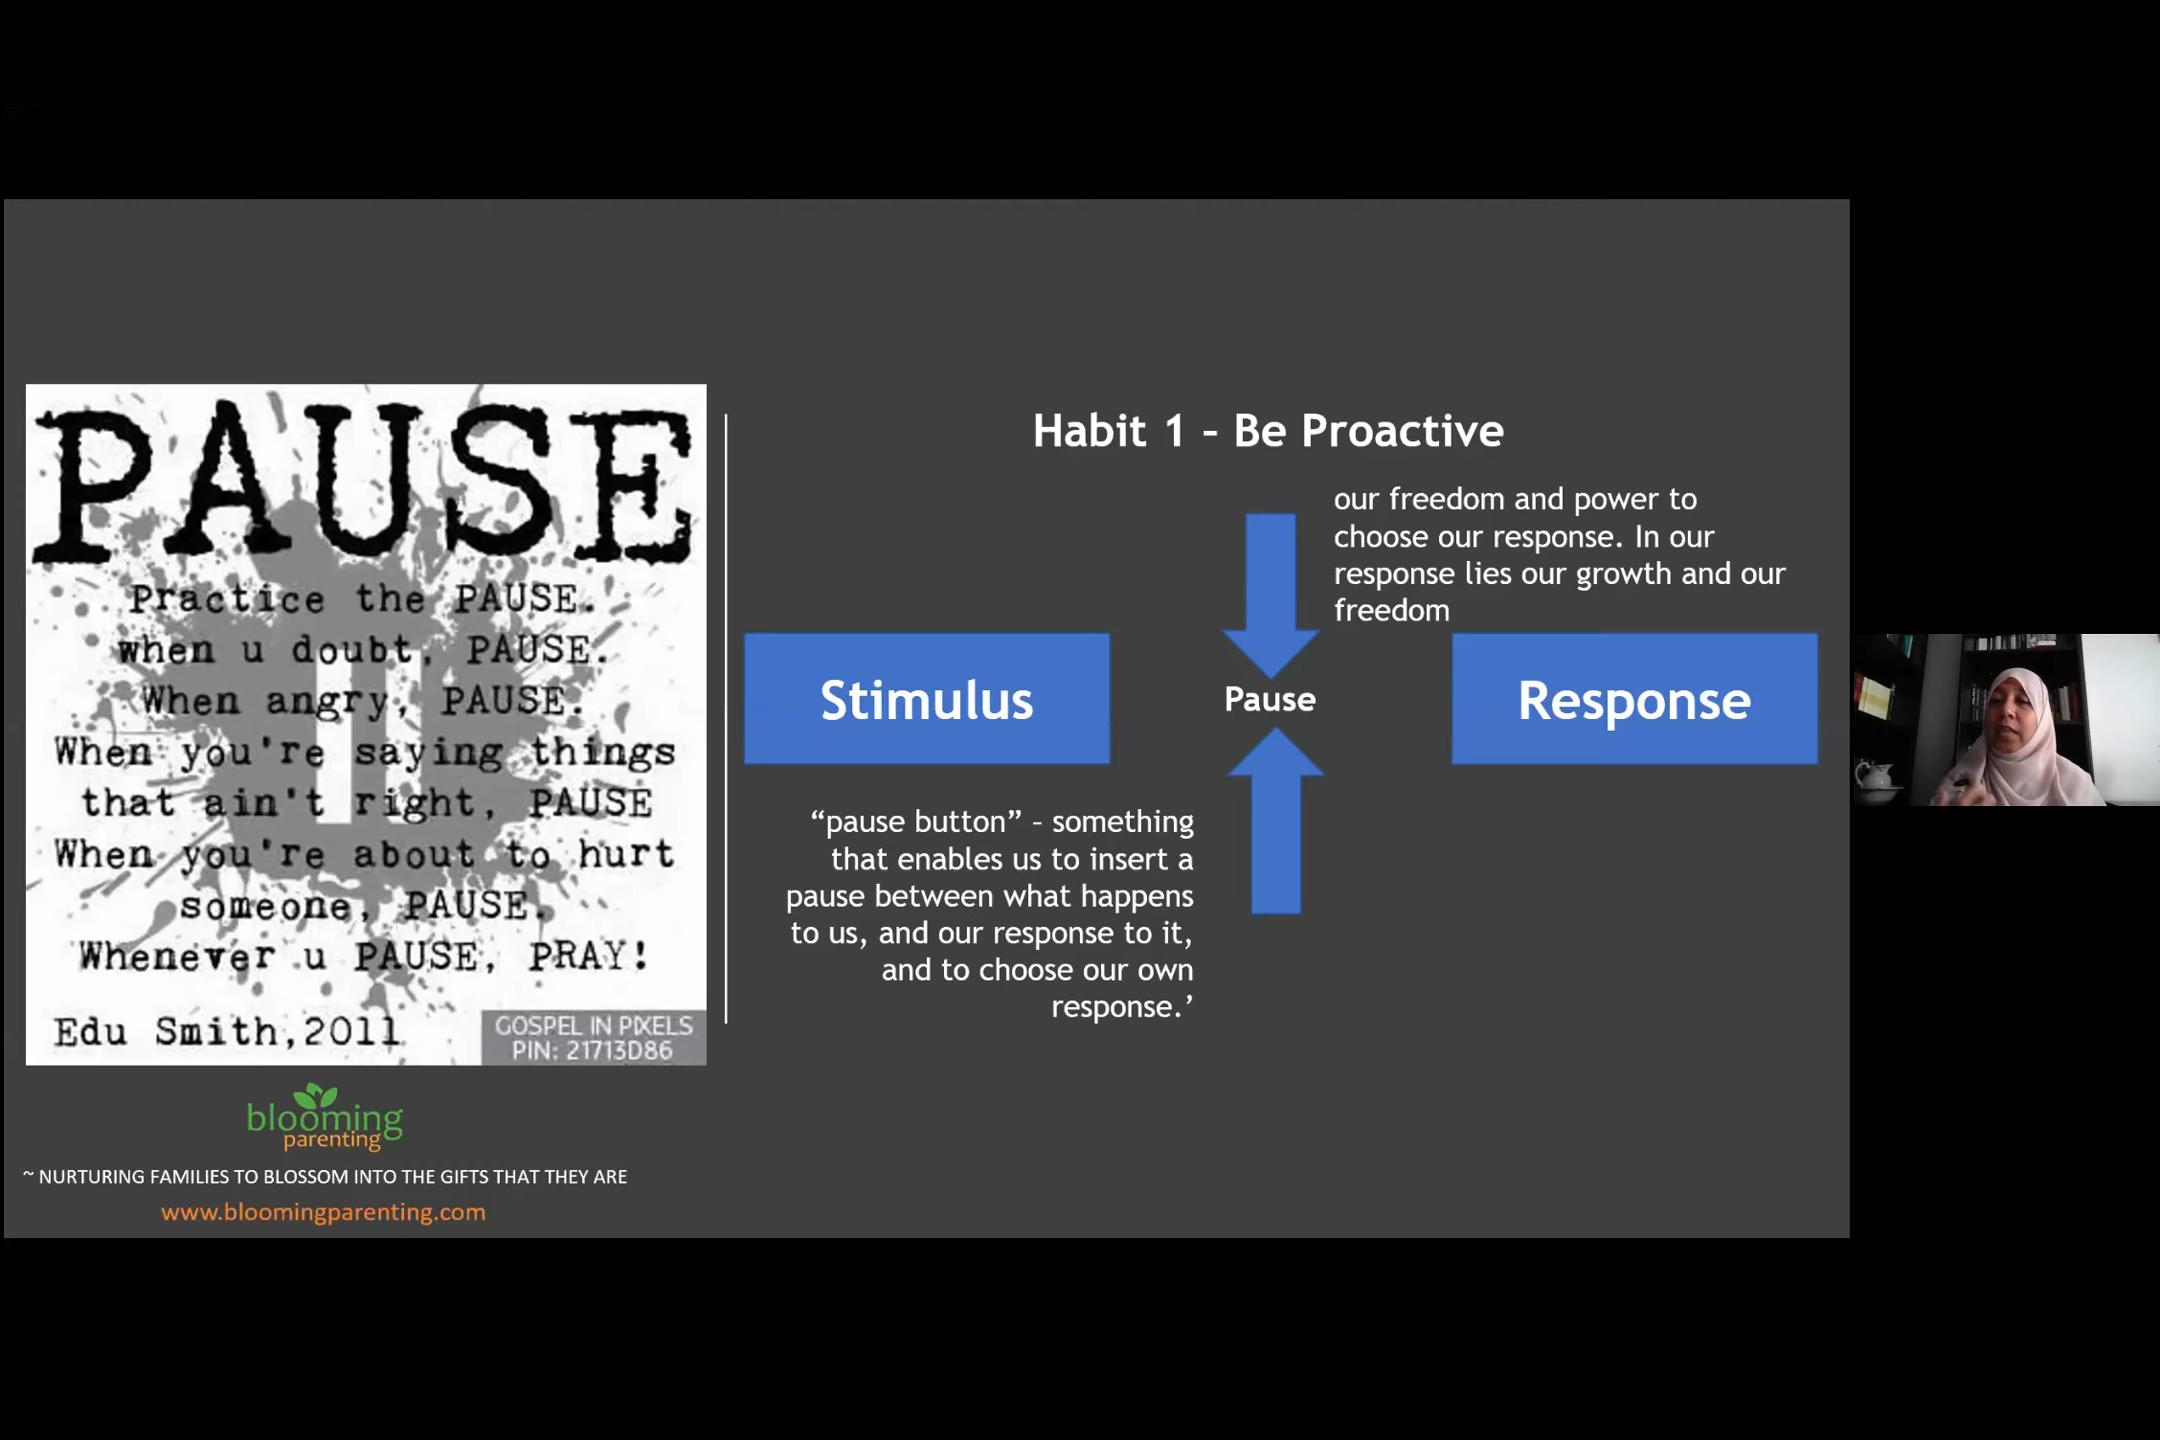 PAUSE
Practice the PAUSE.
when u doubt, PAUSE.
When angry, PAUSE.
When you're saying things
that ain't right, PAUSE
When you're about to hurt
someone, PAUSE.
Whenever u PAUSE, PRAY!
Edu Smith,2011
GOSPEL IN PIXELS
PIN: 21713D86
blooming
parenting
~ NURTURING FAMILIES TO BLOSSOM INTO THE GIFTS THAT THEY ARE
www.bloomingparenting.com
Habit 1 – Be Proactive
our freedom and power to
choose our response. In our
response lies our growth and our
freedom
Stimulus
Pause
Response
“pause button” – something
that enables us to insert a
pause between what happens
to us, and our response to it,
and to choose our own
response.’